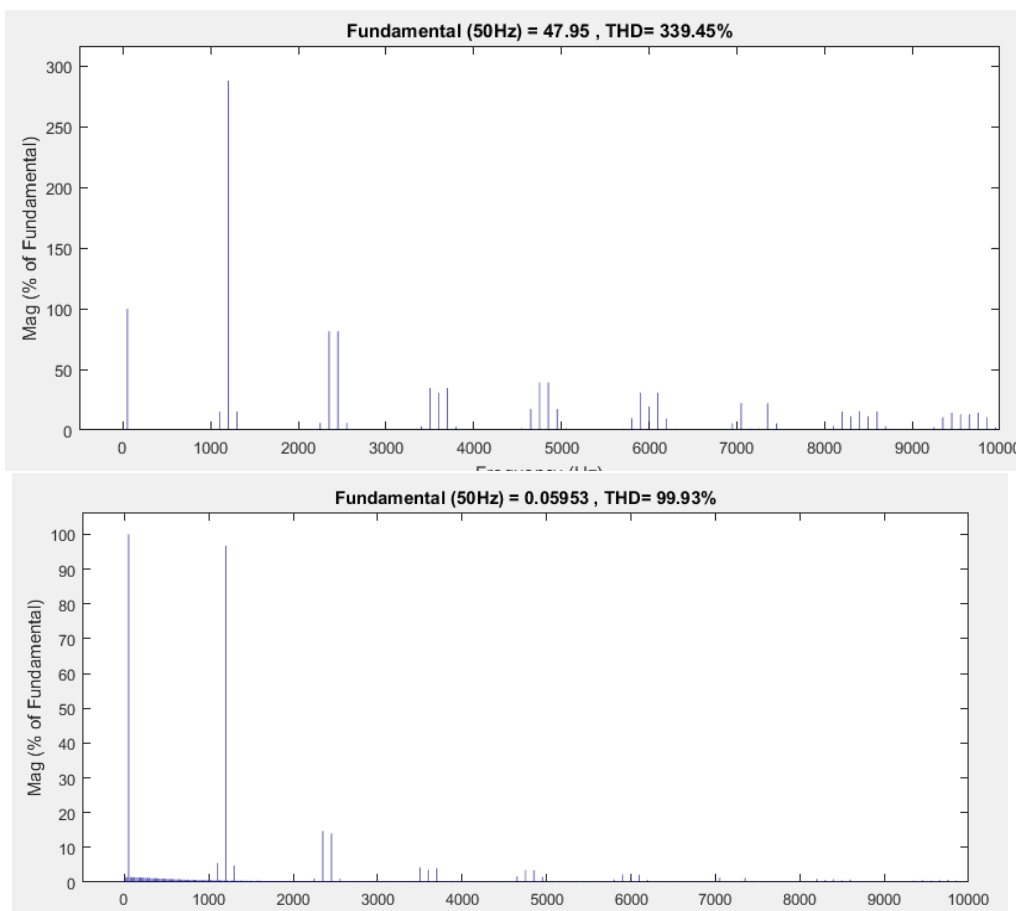 Fundamental (50Hz) = 47.95 , THD= 339.45%
300
250
200
150
100
50
0
Mag (% of Fundamental)
0 1000 2000 3000 4000 5000 6000 7000 8000 9000 10000
Frequency (Hz)
Fundamental (50Hz) = 0.05953 , THD= 99.93%
100
90
80
70
60
50
40
30
20
10
0
Mag (% of Fundamental)
0 1000 2000 3000 4000 5000 6000 7000 8000 9000 10000